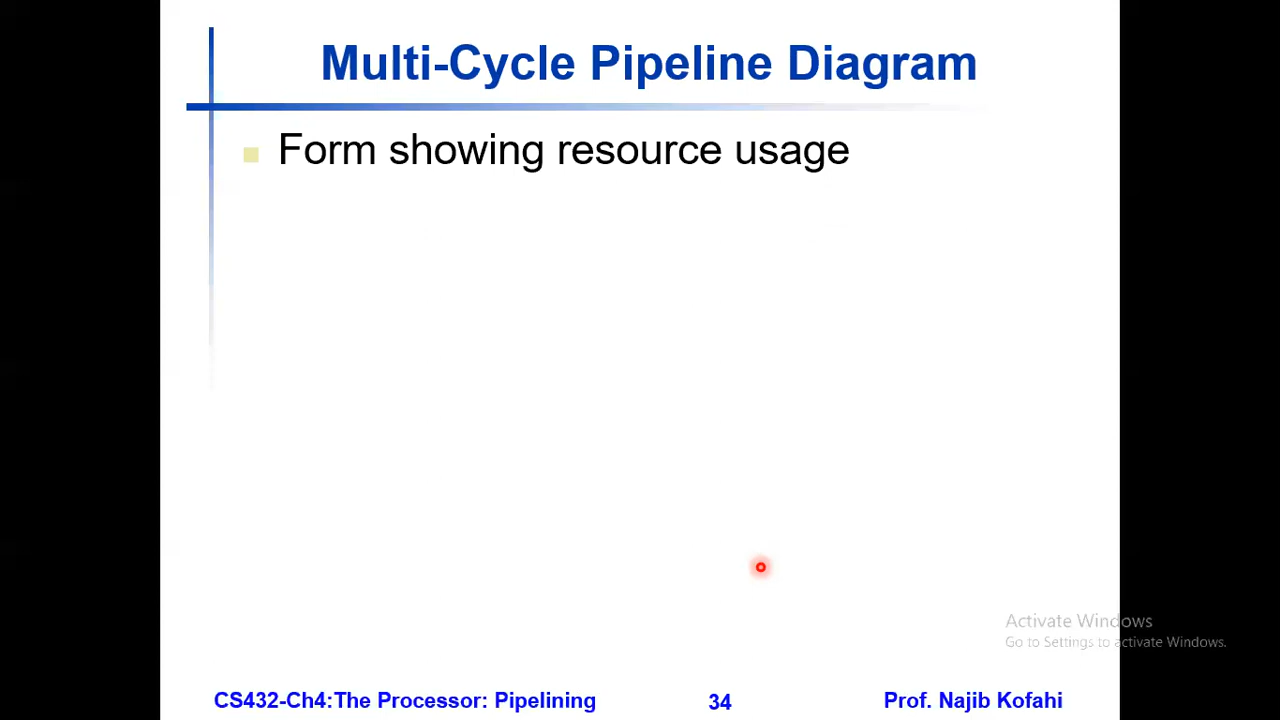 Multi-Cycle Pipeline Diagram
Form showing resource usage
Activate Windows
Go to Settings to activate Windows.
CS432-Ch4:The Processor: Pipelining
34
Prof. Najib Kofahi